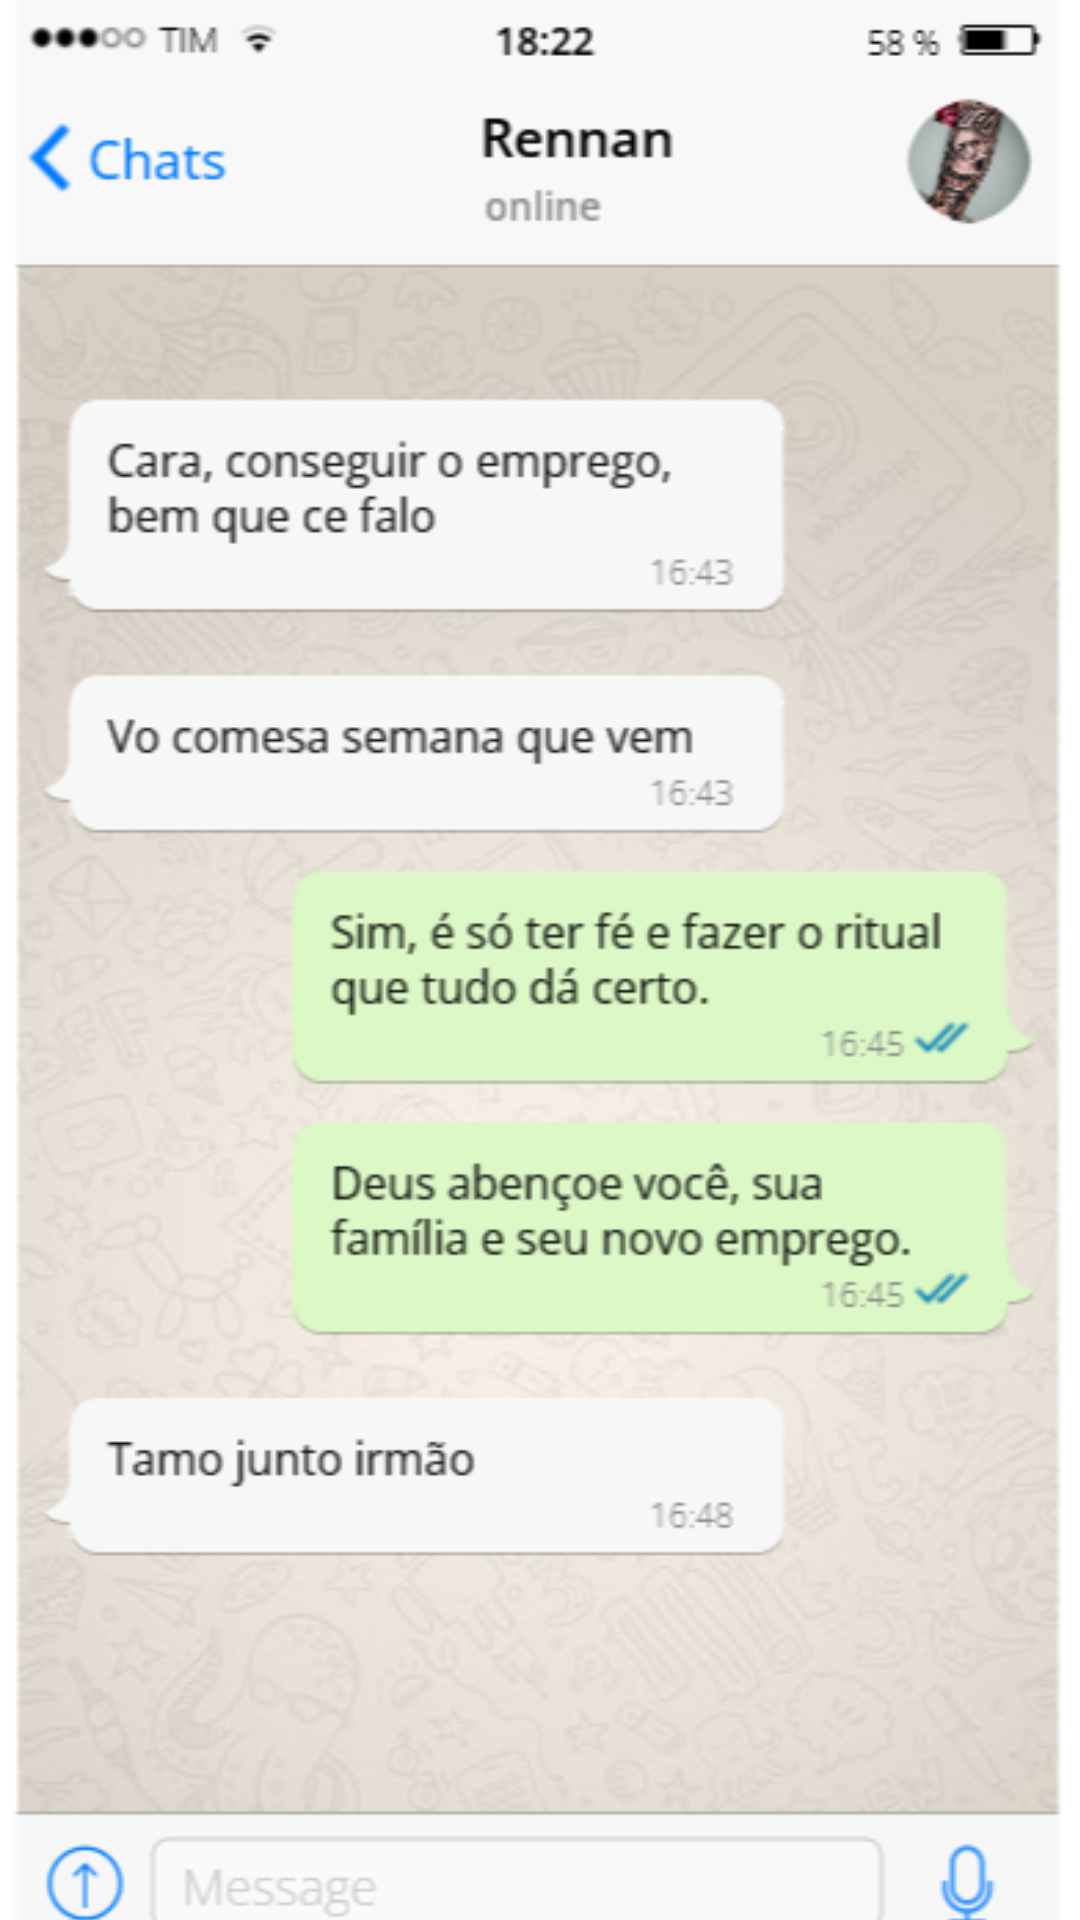 TIM 18:22 58 %
Chats
Rennan
online
Cara, conseguir o emprego,
bem que ce falo
16:43
Vo comesa semana que vem
16:43
Sim, é só ter fé e fazer o ritual
que tudo dá certo.
16:45
Deus abençoe você, sua
família e seu novo emprego.
16:45
Tamo junto irmão
16:48
Message